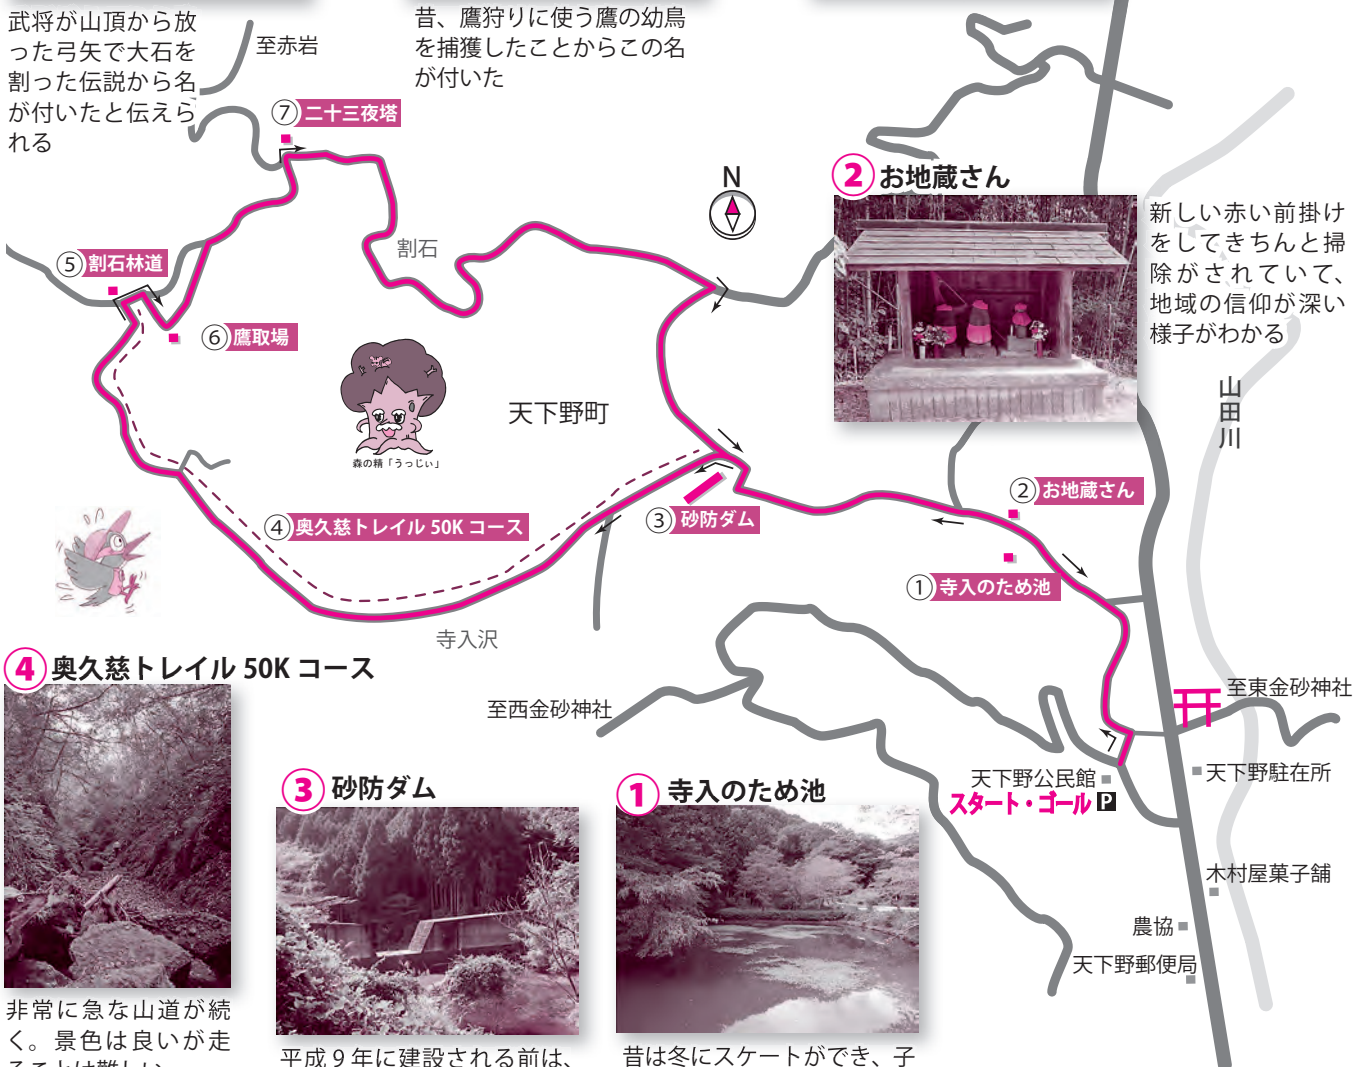 武将が山頂から放
った弓矢で大石を
割った伝説から名
が付いたと伝えら
れる
昔、鷹狩りに使う鷹の幼鳥
を捕獲したことからこの名
が付いた
至赤岩
⑦二十三夜塔
N
②お地蔵さん
新しい赤い前掛け
をしてきちんと掃
除がされていて、
地域の信仰が深い
様子がわかる
割石
⑤割石林道
⑥鷹取場
山田川
天下野町
森の精「うっじぃ」
②お地蔵さん
③砂防ダム
④奥久慈トレイル 50K コース
①寺入のため池
寺入沢
④奥久慈トレイル 50K コース
至西金砂神社
至東金砂神社
天下野公民館
スタート・ゴール P
天下野駐在所
③砂防ダム
①寺入のため池
木村屋菓子舗
農協
天下野郵便局
非常に急な山道が続
く。景色は良いが走
ることは難しい
平成９年に建設される前は、
昔は冬にスケートができ、子